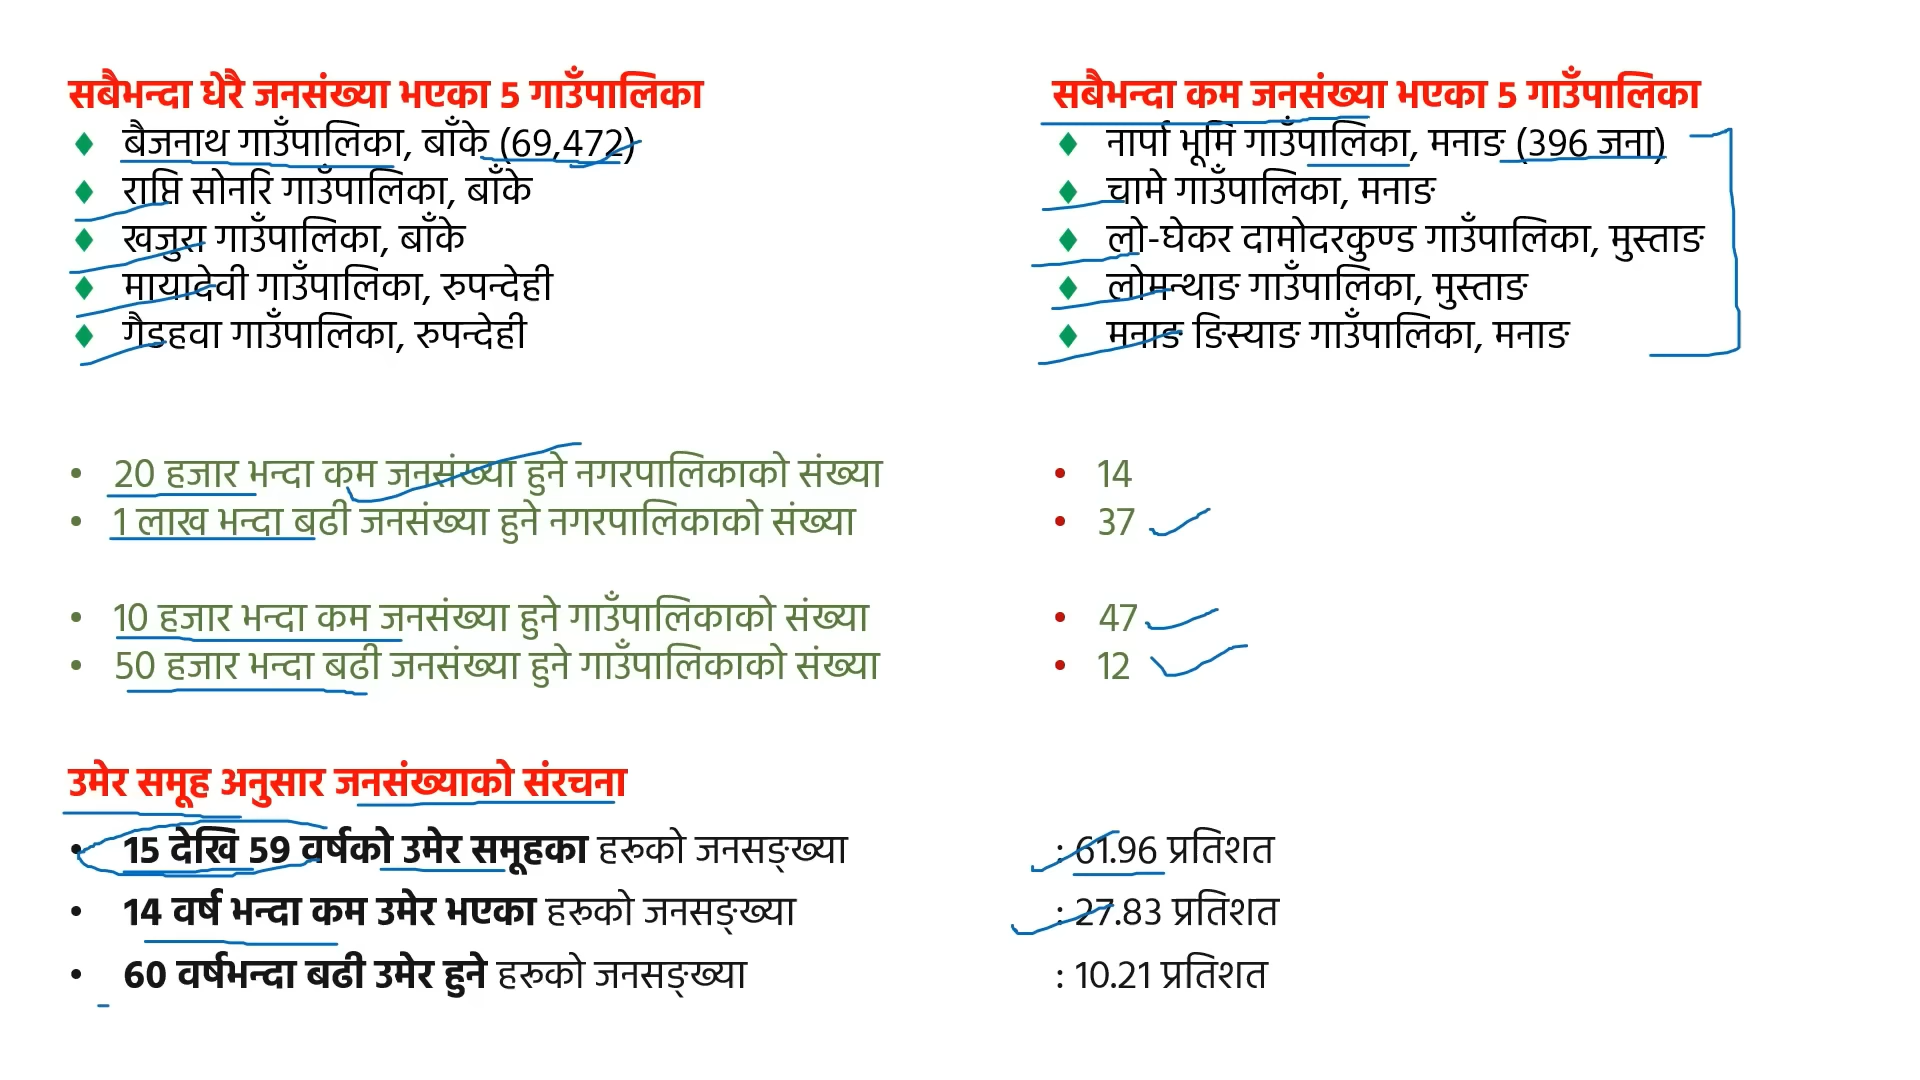 सबैभन्दा धेरै जनसंख्या भएका 5 गाउँपालिका
बैजनाथ गाउँपालिका, बाँके (69,472)
राप्ति सोनरि गाउँपालिका, बाँके
खजुरा गाउँपालिका, बाँके
मायादेवी गाउँपालिका, रुपन्देही
गैडहवा गाउँपालिका, रुपन्देही
सबैभन्दा कम जनसंख्या भएका 5 गाउँपालिका
नार्पा भूमि गाउँपालिका, मनाङ (396 जना)
चामे गाउँपालिका, मनाङ
लो-घेकर दामोदरकुण्ड गाउँपालिका, मुस्ताङ
लोमन्थाङ गाउँपालिका, मुस्ताङ
मनाङ ङिस्याङ गाउँपालिका, मनाङ
• 20 हजार भन्दा कम जनसंख्या हुने नगरपालिकाको संख्या • 14
• 1 लाख भन्दा बढी जनसंख्या हुने नगरपालिकाको संख्या • 37
• 10 हजार भन्दा कम जनसंख्या हुने गाउँपालिकाको संख्या • 47
• 50 हजार भन्दा बढी जनसंख्या हुने गाउँपालिकाको संख्या • 12
उमेर समूह अनुसार जनसंख्याको संरचना
• 15 देखि 59 वर्षको उमेर समूहका हरूको जनसङ्ख्या : 61.96 प्रतिशत
• 14 वर्ष भन्दा कम उमेर भएका हरूको जनसङ्ख्या : 27.83 प्रतिशत
• 60 वर्षभन्दा बढी उमेर हुने हरूको जनसङ्ख्या : 10.21 प्रतिशत